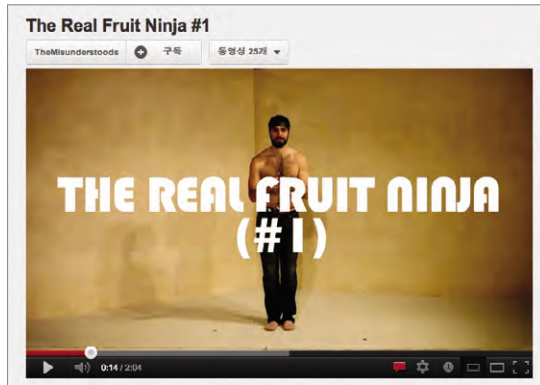 The Real Fruit Ninja #1
TheMisunderstoods 구독 동영상 25개
THE REAL FRUIT NINJA
(#1)
0:14 / 2:04